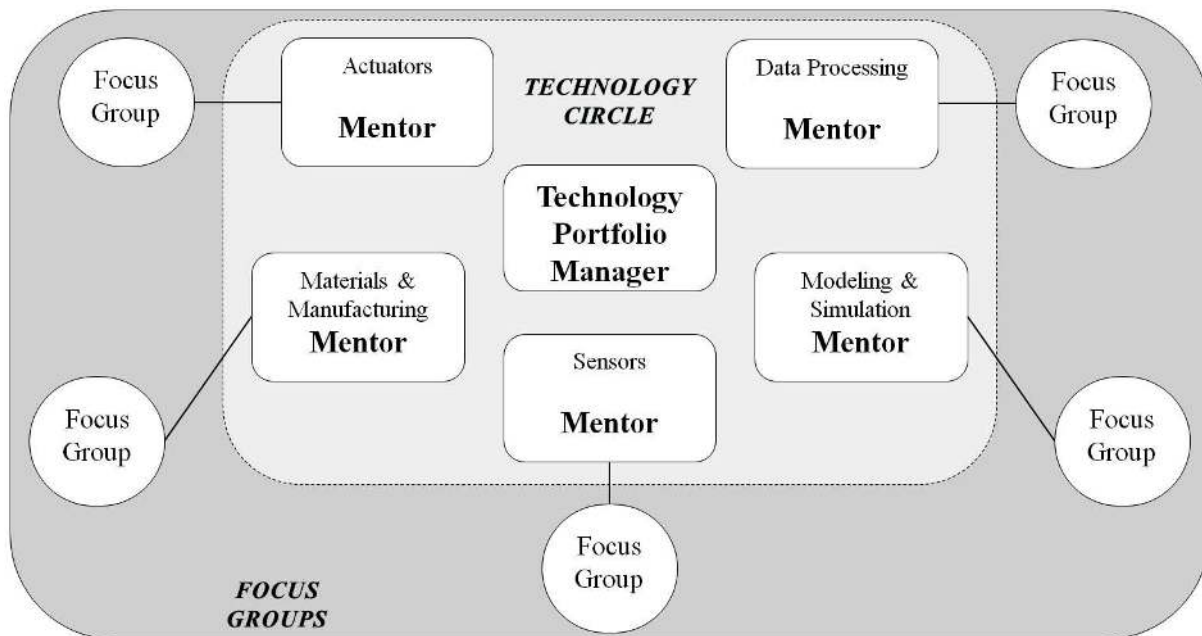 Focus
Group
Actuators
Mentor
TECHNOLOGY
CIRCLE
Data Processing
Mentor
Focus
Group
Technology
Portfolio
Manager
Materials &
Manufacturing
Mentor
Modeling &
Simulation
Mentor
Sensors
Mentor
Focus
Group
Focus
Group
Focus
Group
FOCUS
GROUPS